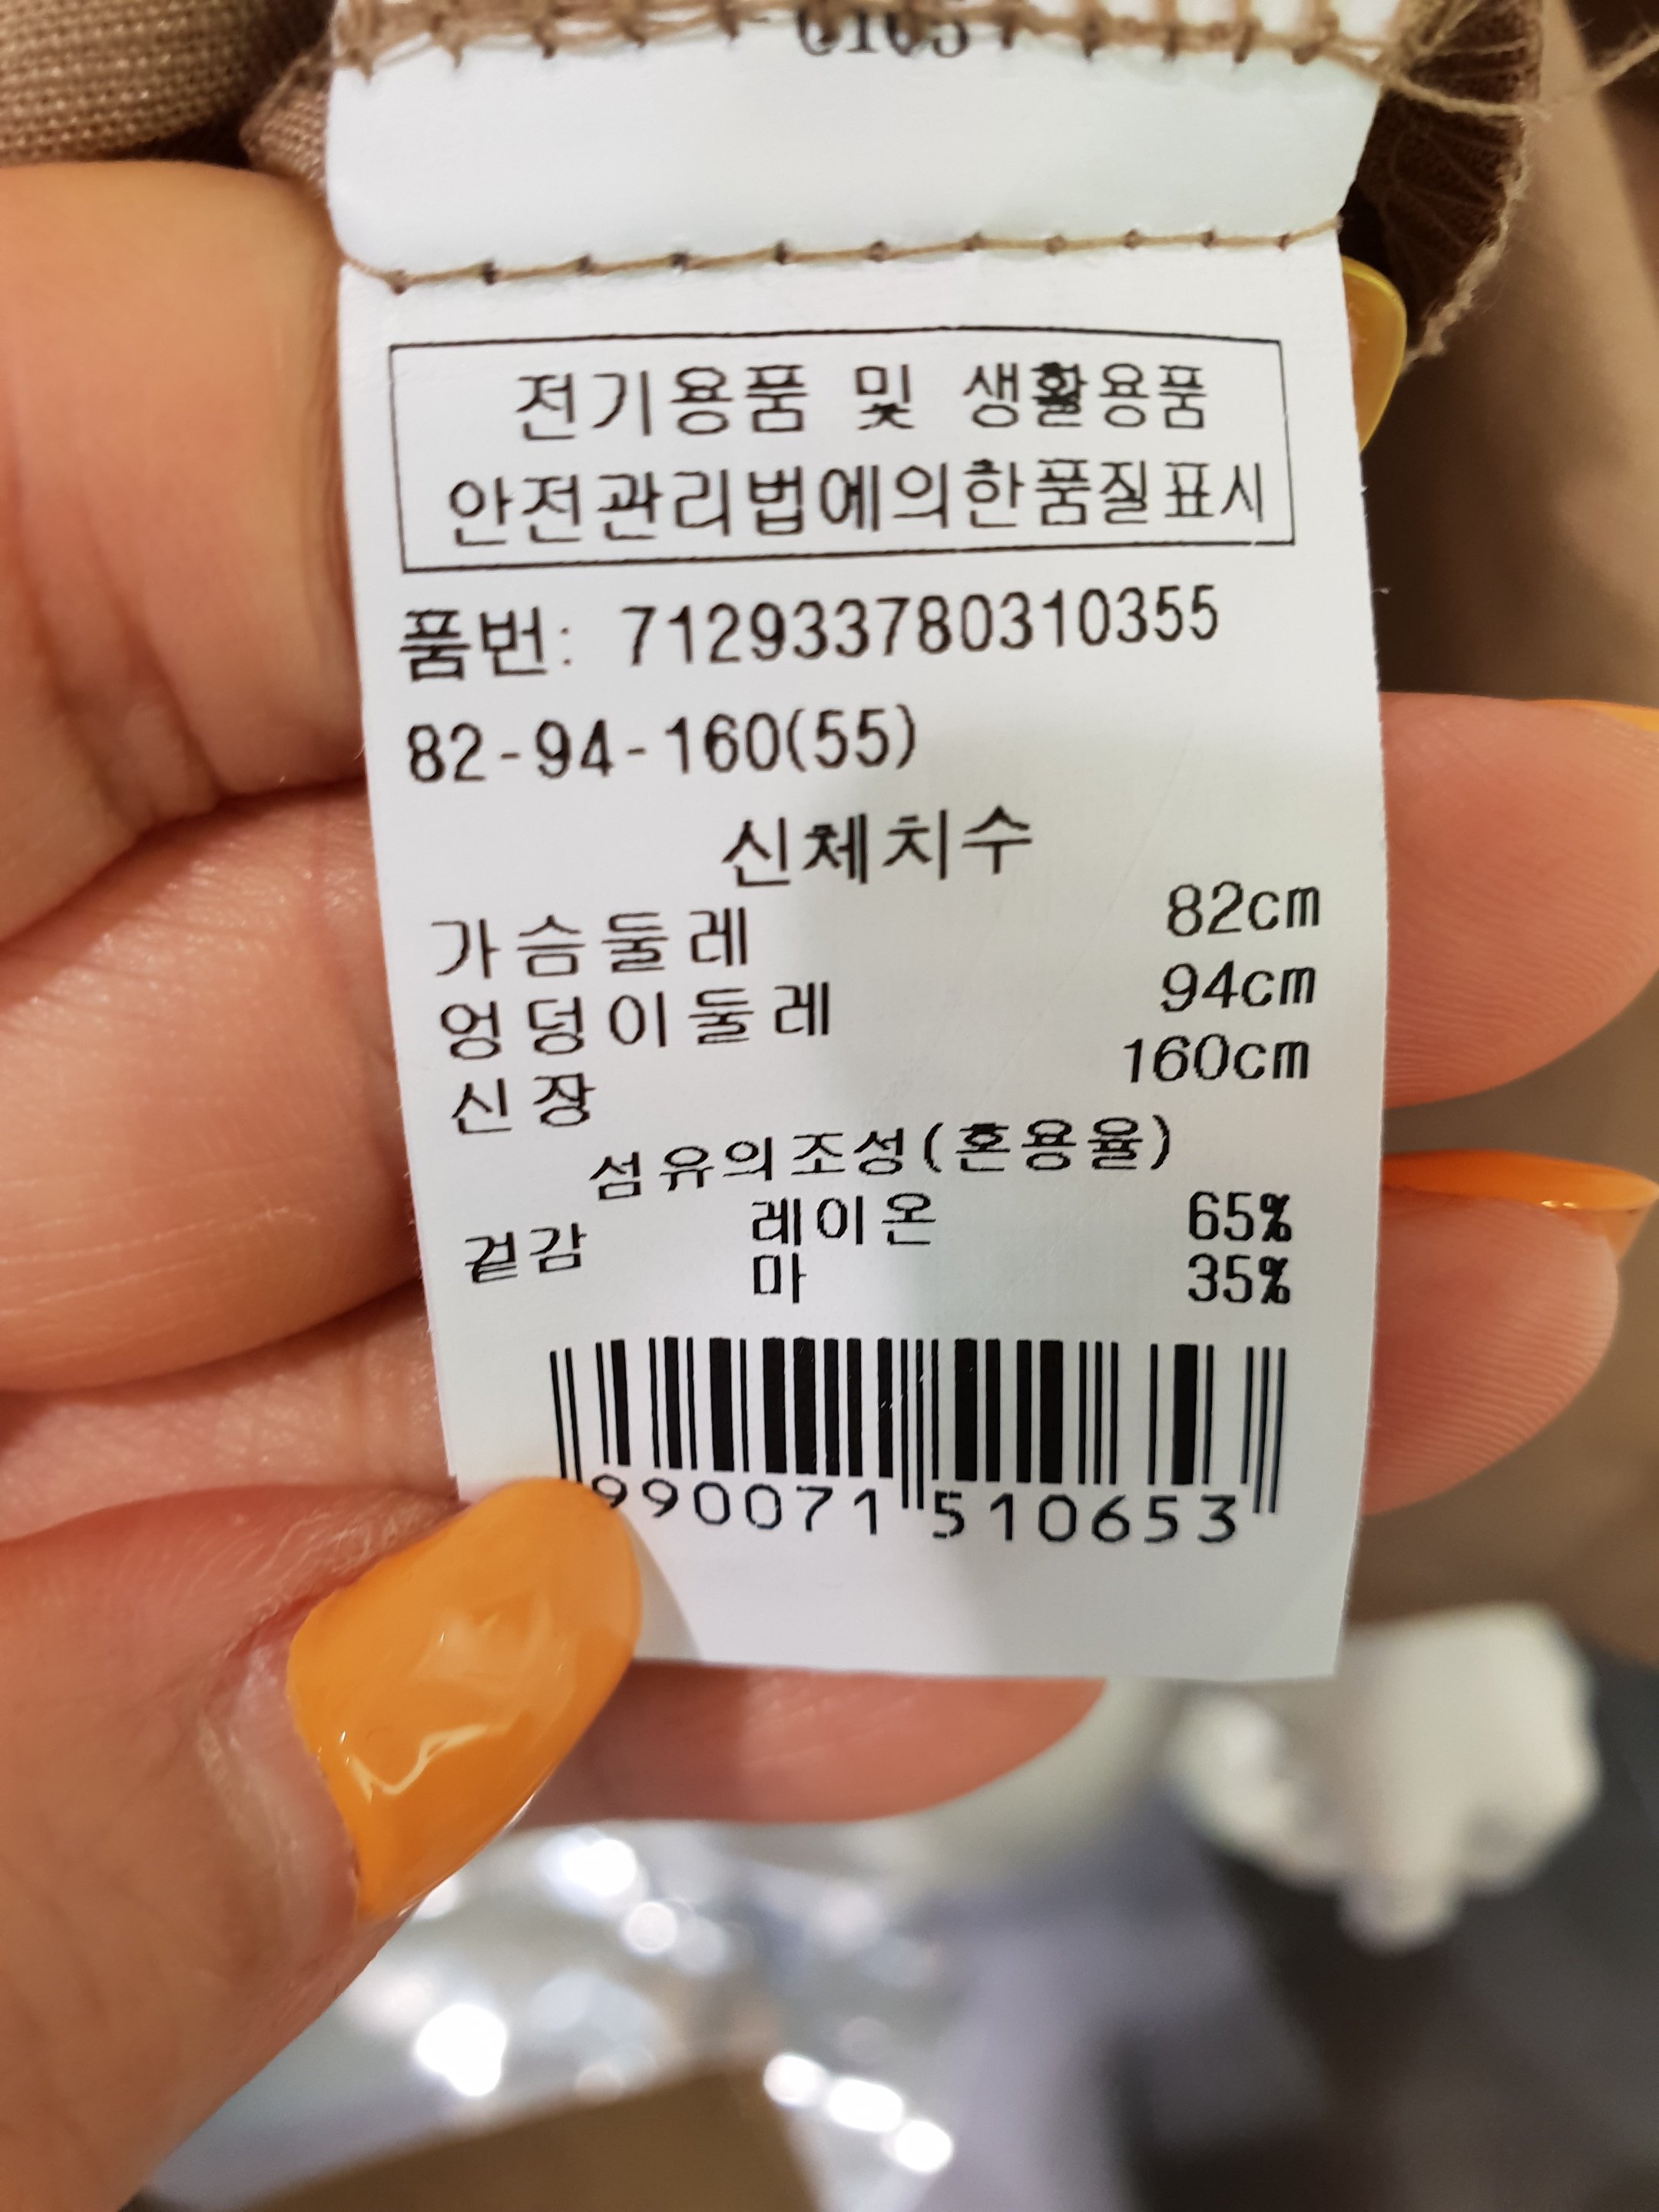 전기용품 및 생활용품
안전관리법에의한품질표시
품번: 712933780310355
82-94-160(55)
신체치수
가슴둘레 82cm
엉덩이둘레 94cm
신장 160cm
섬유의조성(혼용율)
겉감 레이온 65%
마 35%
990071 510653